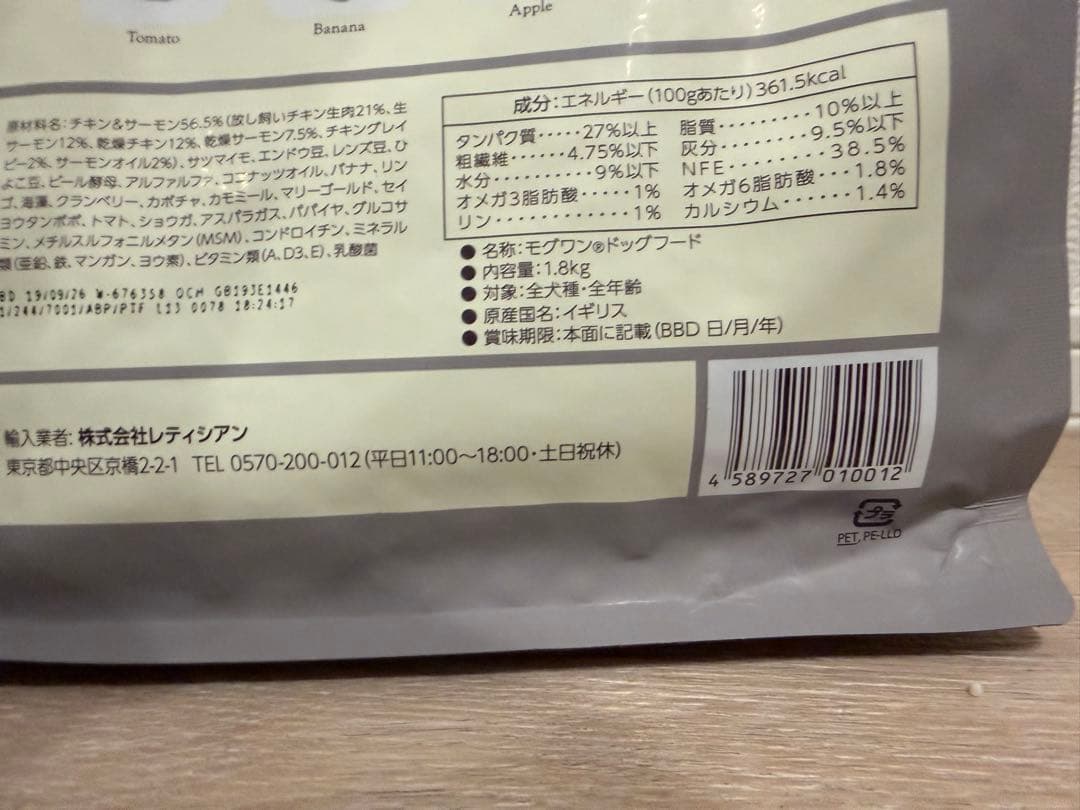 Tomato
Banana
Apple
原材料名:チキン&サーモン56.5%(放し飼いチキン生肉21%、生
サーモン12%、乾燥チキン12%、乾燥サーモン7.5%、チキングレイ
ビー2%、サーモンオイル2%)、サツマイモ、エンドウ豆、レンズ豆、ひ
よこ豆、ビール酵母、アルファルファ、ココナッツオイル、バナナ、リン
ゴ、海藻、クランベリー、カボチャ、カモミール、マリーゴールド、セイ
ヨウタンポポ、トマト、ショウガ、アスパラガス、パパイヤ、グルコサ
ミン、メチルスルフォニルメタン(MSM)、コンドロイチン、ミネラル
類(亜鉛、鉄、マンガン、ヨウ素)、ビタミン類(A、D3、E)、乳酸菌
BD 19/09/26 W-676358 OCM GB193E1446
1/244/7001/ABP/PTF L13 0078 18:24:17
成分:エネルギー(100gあたり)361.5kcal
タンパク質・・・・・27%以上 脂質・・・・・・・・・10%以上
粗繊維・・・・・・4.75%以下 灰分・・・・・・・・・9.5%以下
水分・・・・・・・・・・9%以下 NFE・・・・・・・・・・38.5%
オメガ3脂肪酸・・・・1% オメガ6脂肪酸・・・1.8%
リン・・・・・・・・・・・・1% カルシウム・・・・・1.4%
●名称:モグワン®ドッグフード
●内容量:1.8kg
●対象:全犬種・全年齢
●原産国名:イギリス
●賞味期限:本面に記載(BBD 日/月/年)
輸入業者:株式会社レティシアン
東京都中央区京橋2-2-1 TEL 0570-200-012(平日11:00〜18:00・土日祝休)
4 589727 010012
プラ
PET, PE-LLD